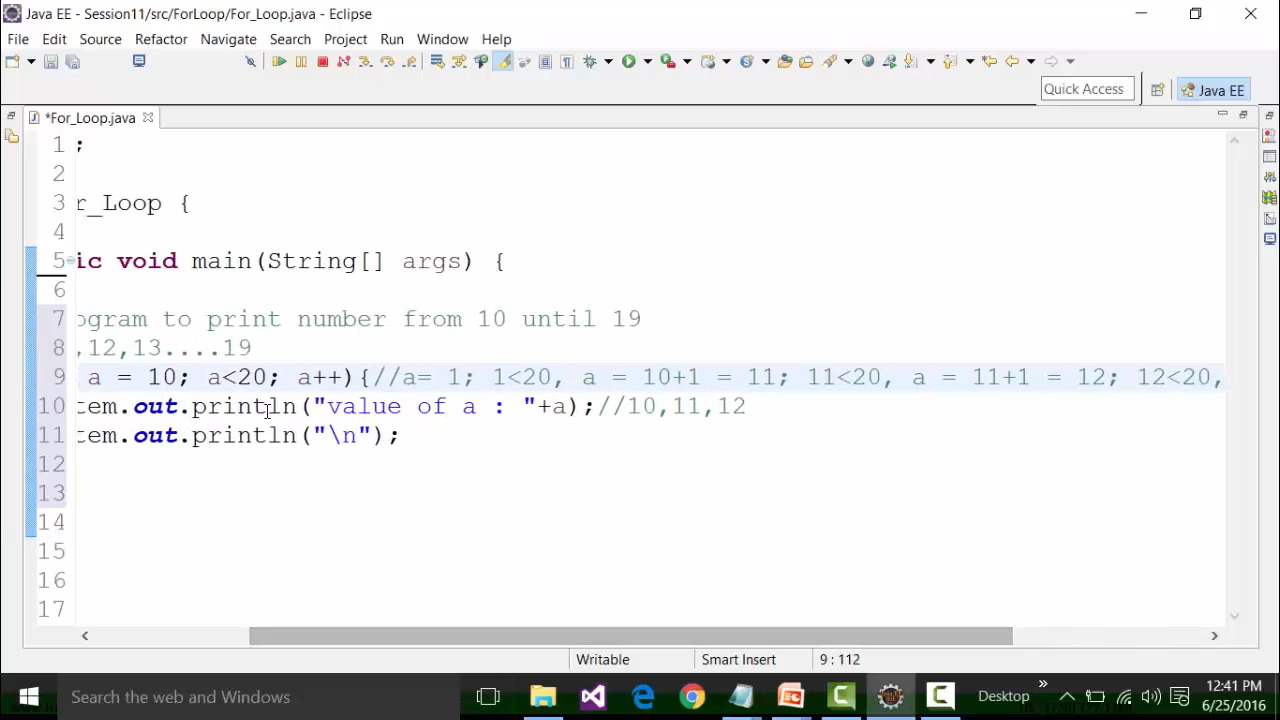 Java EE - Session11/src/ForLoop/For_Loop.java - Eclipse
File Edit Source Refactor Navigate Search Project Run Window Help
Quick Access
Java EE
*For_Loop.java
1 ;
2
3 r_Loop {
4
5 ic void main(String[] args) {
6
7 ogram to print number from 10 until 19
8 ,12,13....19
9 a = 10; a<20; a++){//a= 1; 1<20, a = 10+1 = 11; 11<20, a = 11+1 = 12; 12<20,
10 tem.out.println("value of a : "+a);//10,11,12
11 tem.out.println("\n");
12
13
14
15
16
17
Writable
Smart Insert
9 : 112
Search the web and Windows
Desktop
12:41 PM
6/25/2016